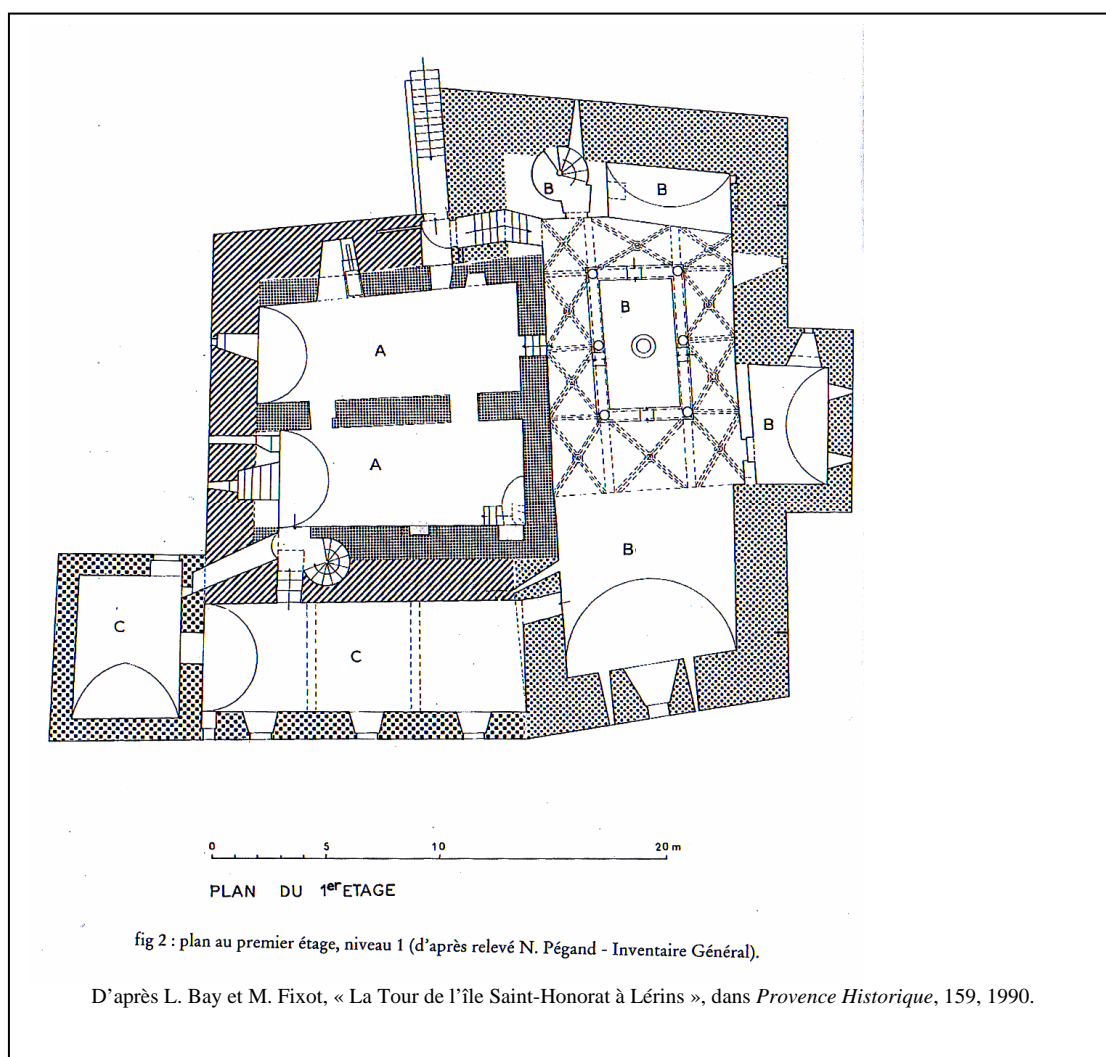 B
B
A
B
B
A
B
C
C
0 5 10 20 m
PLAN DU 1er ETAGE
fig 2 : plan au premier étage, niveau 1 (d'après relevé N. Pégand - Inventaire Général).
D'après L. Bay et M. Fixot, « La Tour de l'île Saint-Honorat à Lérins », dans Provence Historique, 159, 1990.